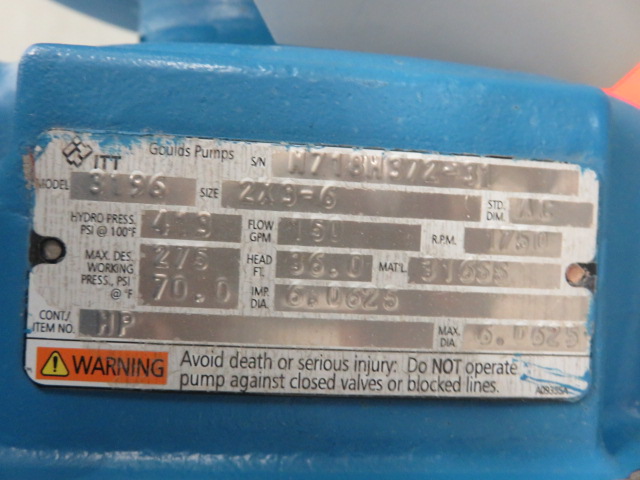 ITT Goulds Pumps S/N
MODEL 3196 SIZE 2X3-6 STD. DIM.
HYDRO PRESS. PSI @ 100°F 413 FLOW GPM 150 R.P.M. 1750
MAX. DES. WORKING PRESS., PSI @ °F 275 70.0 HEAD FT. 36.0 MAT'L. 316SS
IMP. DIA. 6.0625
CONT./ ITEM NO. HP MAX. DIA 6.0625
WARNING Avoid death or serious injury. Do NOT operate
pump against closed valves or blocked lines.